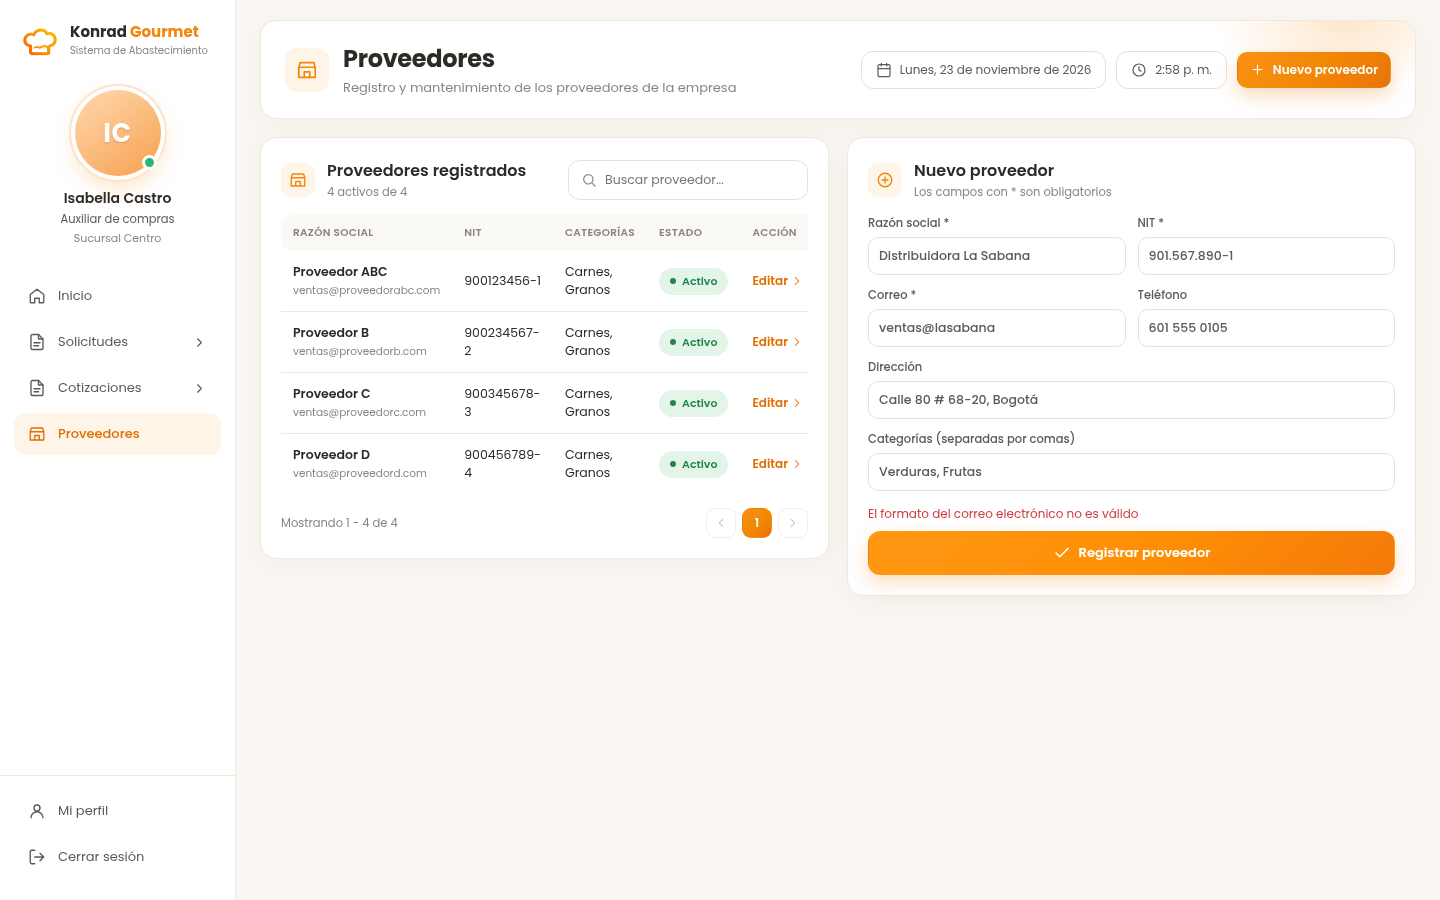 Konrad Gourmet
Sistema de Abastecimiento
IC
Isabella Castro
Auxiliar de compras
Sucursal Centro
Inicio
Solicitudes
Cotizaciones
Proveedores
Mi perfil
Cerrar sesión
Proveedores
Registro y mantenimiento de los proveedores de la empresa
Lunes, 23 de noviembre de 2026
2:58 p. m.
Nuevo proveedor
Proveedores registrados
4 activos de 4
Buscar proveedor...
RAZÓN SOCIAL NIT CATEGORÍAS ESTADO ACCIÓN
Proveedor ABC
ventas@proveedorabc.com
900123456-1
Carnes,
Granos
Activo
Editar
Proveedor B
ventas@proveedorb.com
900234567-
2
Carnes,
Granos
Activo
Editar
Proveedor C
ventas@proveedorc.com
900345678-
3
Carnes,
Granos
Activo
Editar
Proveedor D
ventas@proveedord.com
900456789-
4
Carnes,
Granos
Activo
Editar
Mostrando 1 - 4 de 4
1
Nuevo proveedor
Los campos con * son obligatorios
Razón social *
Distribuidora La Sabana
NIT *
901.567.890-1
Correo *
ventas@lasabana
Teléfono
601 555 0105
Dirección
Calle 80 # 68-20, Bogotá
Categorías (separadas por comas)
Verduras, Frutas
El formato del correo electrónico no es válido
Registrar proveedor